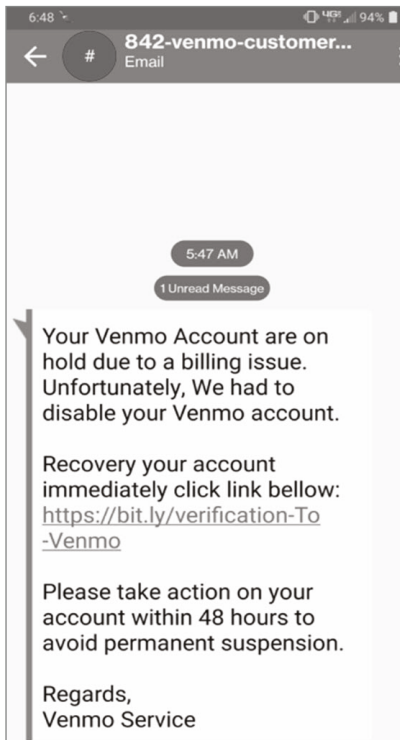 6:48
4G 94%
842-venmo-customer...
#
Email
5:47 AM
1 Unread Message
Your Venmo Account are on
hold due to a billing issue.
Unfortunately, We had to
disable your Venmo account.
Recovery your account
immediately click link bellow:
https://bit.ly/verification-To
-Venmo
Please take action on your
account within 48 hours to
avoid permanent suspension.
Regards,
Venmo Service